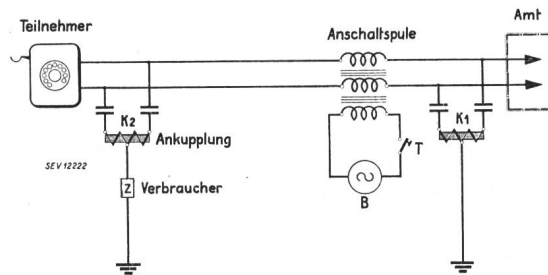 Teilnehmer
Anschaltspule
Amt
K2
K1
Ankupplung
T
SEV 12222
Z
Verbraucher
B